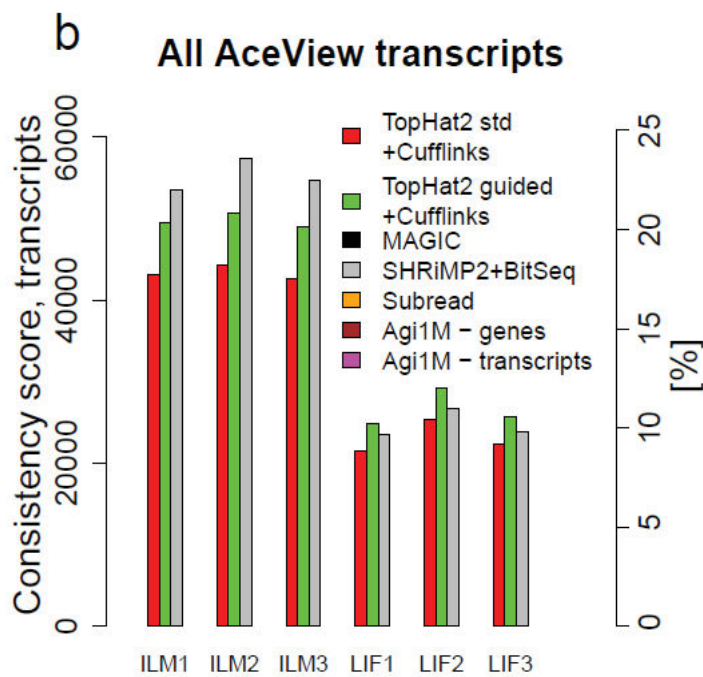 b
All AceView transcripts
Consistency score, transcripts
60000
40000
20000
0
TopHat2 std
+Cufflinks
TopHat2 guided
+Cufflinks
MAGIC
SHRiMP2+BitSeq
Subread
Agi1M − genes
Agi1M − transcripts
25
20
15
10
5
0
[%]
ILM1 ILM2 ILM3 LIF1 LIF2 LIF3